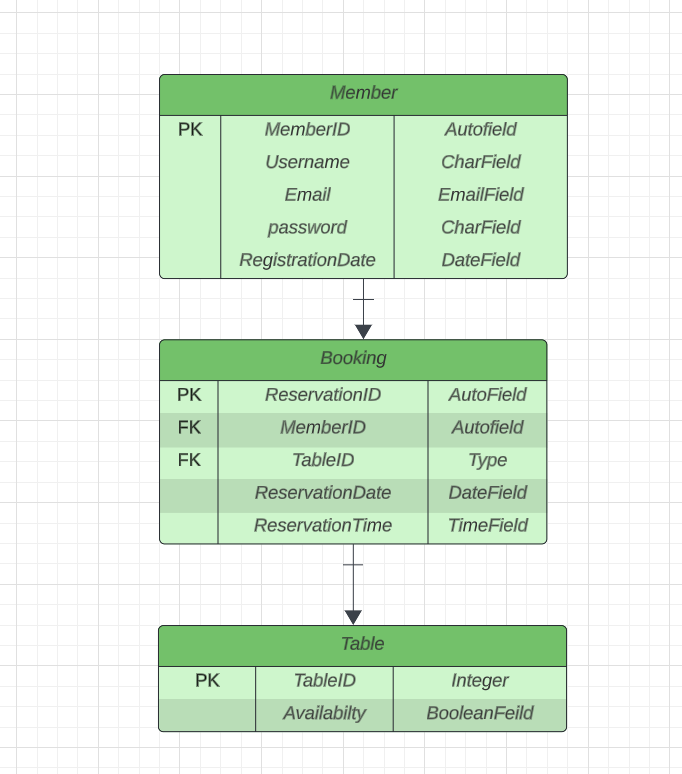 Member
PK MemberID Autofield
Username CharField
Email EmailField
password CharField
RegistrationDate DateField
Booking
PK ReservationID AutoField
FK MemberID Autofield
FK TableID Type
ReservationDate DateField
ReservationTime TimeField
Table
PK TableID Integer
Availabilty BooleanFeild